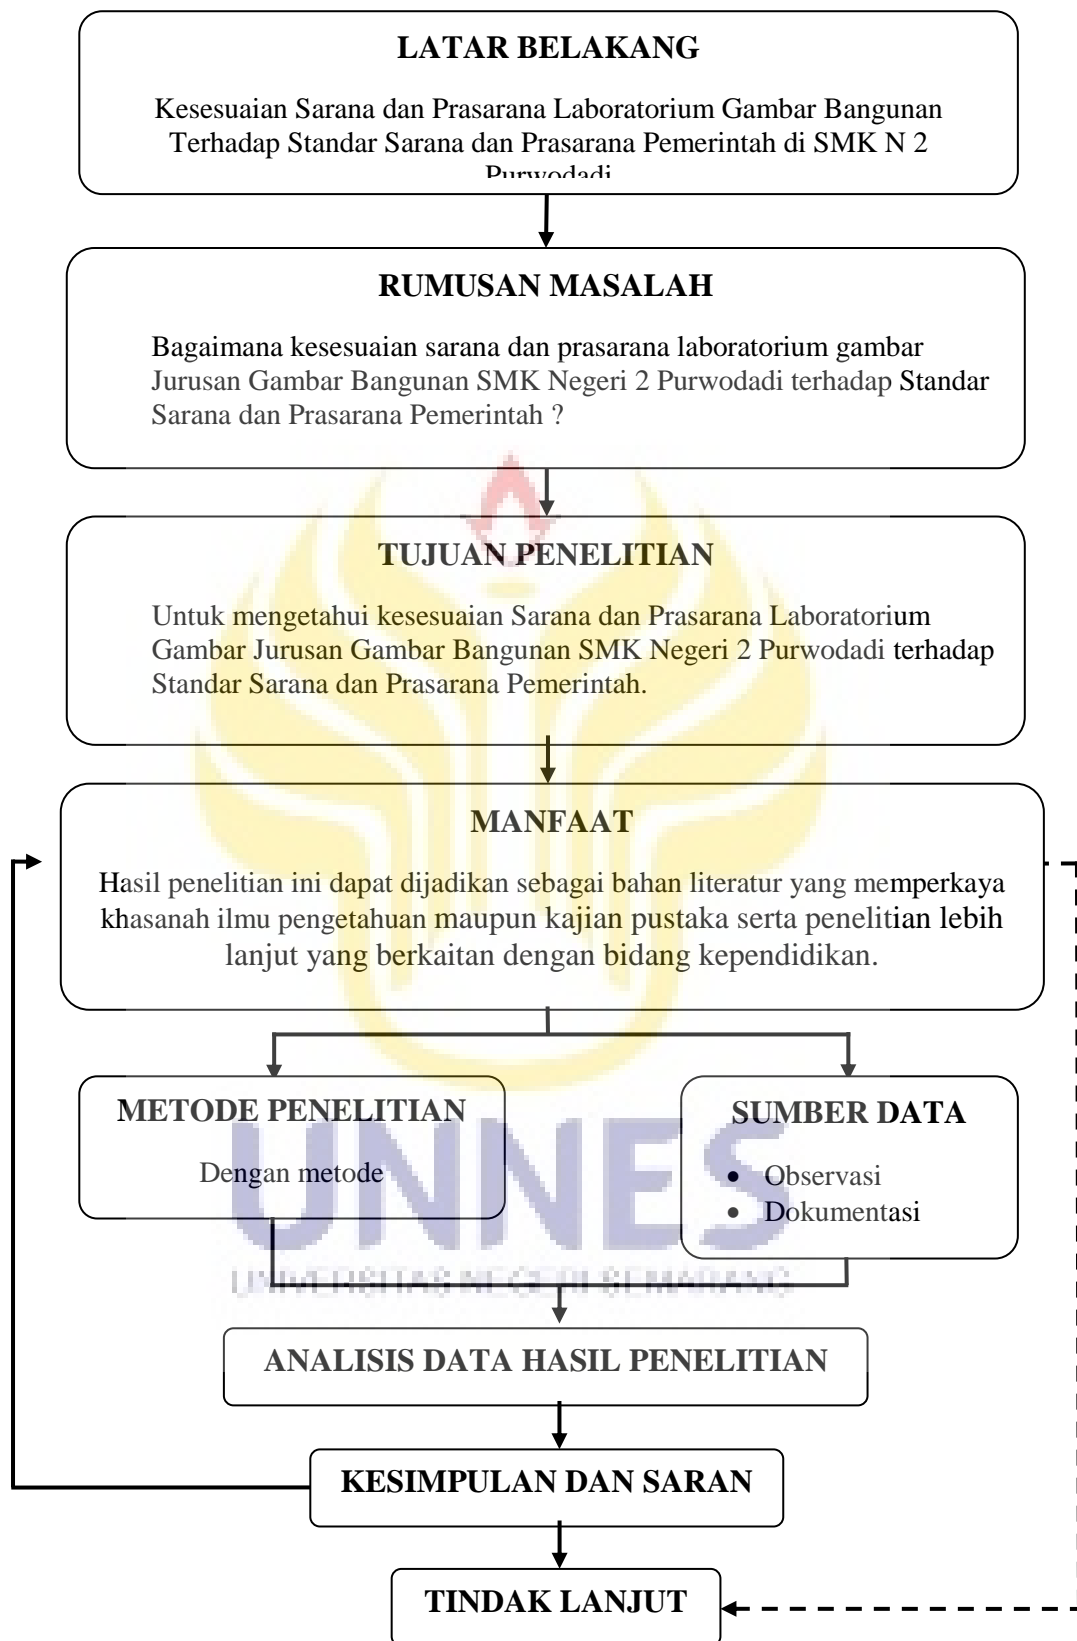 LATAR BELAKANG
Kesesuaian Sarana dan Prasarana Laboratorium Gambar Bangunan
Terhadap Standar Sarana dan Prasarana Pemerintah di SMK N 2
Purwodadi
RUMUSAN MASALAH
Bagaimana kesesuaian sarana dan prasarana laboratorium gambar
Jurusan Gambar Bangunan SMK Negeri 2 Purwodadi terhadap Standar
Sarana dan Prasarana Pemerintah ?
TUJUAN PENELITIAN
Untuk mengetahui kesesuaian Sarana dan Prasarana Laboratorium
Gambar Jurusan Gambar Bangunan SMK Negeri 2 Purwodadi terhadap
Standar Sarana dan Prasarana Pemerintah.
MANFAAT
Hasil penelitian ini dapat dijadikan sebagai bahan literatur yang memperkaya
khasanah ilmu pengetahuan maupun kajian pustaka serta penelitian lebih
lanjut yang berkaitan dengan bidang kependidikan.
METODE PENELITIAN
Dengan metode
SUMBER DATA
• Observasi
• Dokumentasi
UNNES
UNIVERSITAS NEGERI SEMARANG
ANALISIS DATA HASIL PENELITIAN
KESIMPULAN DAN SARAN
TINDAK LANJUT